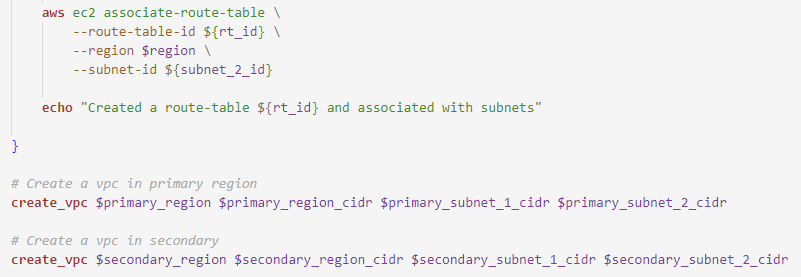 aws ec2 associate-route-table \
--route-table-id ${rt_id} \
--region $region \
--subnet-id ${subnet_2_id}
echo "Created a route-table ${rt_id} and associated with subnets"
}
# Create a vpc in primary region
create_vpc $primary_region $primary_region_cidr $primary_subnet_1_cidr $primary_subnet_2_cidr
# Create a vpc in secondary
create_vpc $secondary_region $secondary_region_cidr $secondary_subnet_1_cidr $secondary_subnet_2_cidr